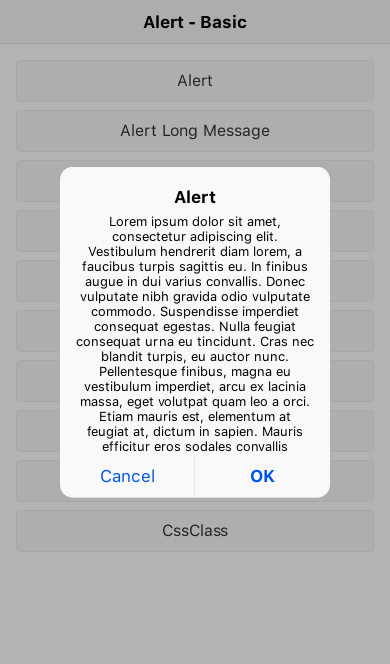 Alert - Basic
Alert
Alert Long Message
Alert
Lorem ipsum dolor sit amet,
consectetur adipiscing elit.
Vestibulum hendrerit diam lorem, a
faucibus turpis sagittis eu. In finibus
augue in dui varius convallis. Donec
vulputate nibh gravida odio vulputate
commodo. Suspendisse imperdiet
consequat egestas. Nulla feugiat
consequat urna eu tincidunt. Cras nec
blandit turpis, eu auctor nunc.
Pellentesque finibus, magna eu
vestibulum imperdiet, arcu ex lacinia
massa, eget volutpat quam leo a orci.
Etiam mauris est, elementum at
feugiat at, dictum in sapien. Mauris
efficitur eros sodales convallis
Cancel
OK
CssClass